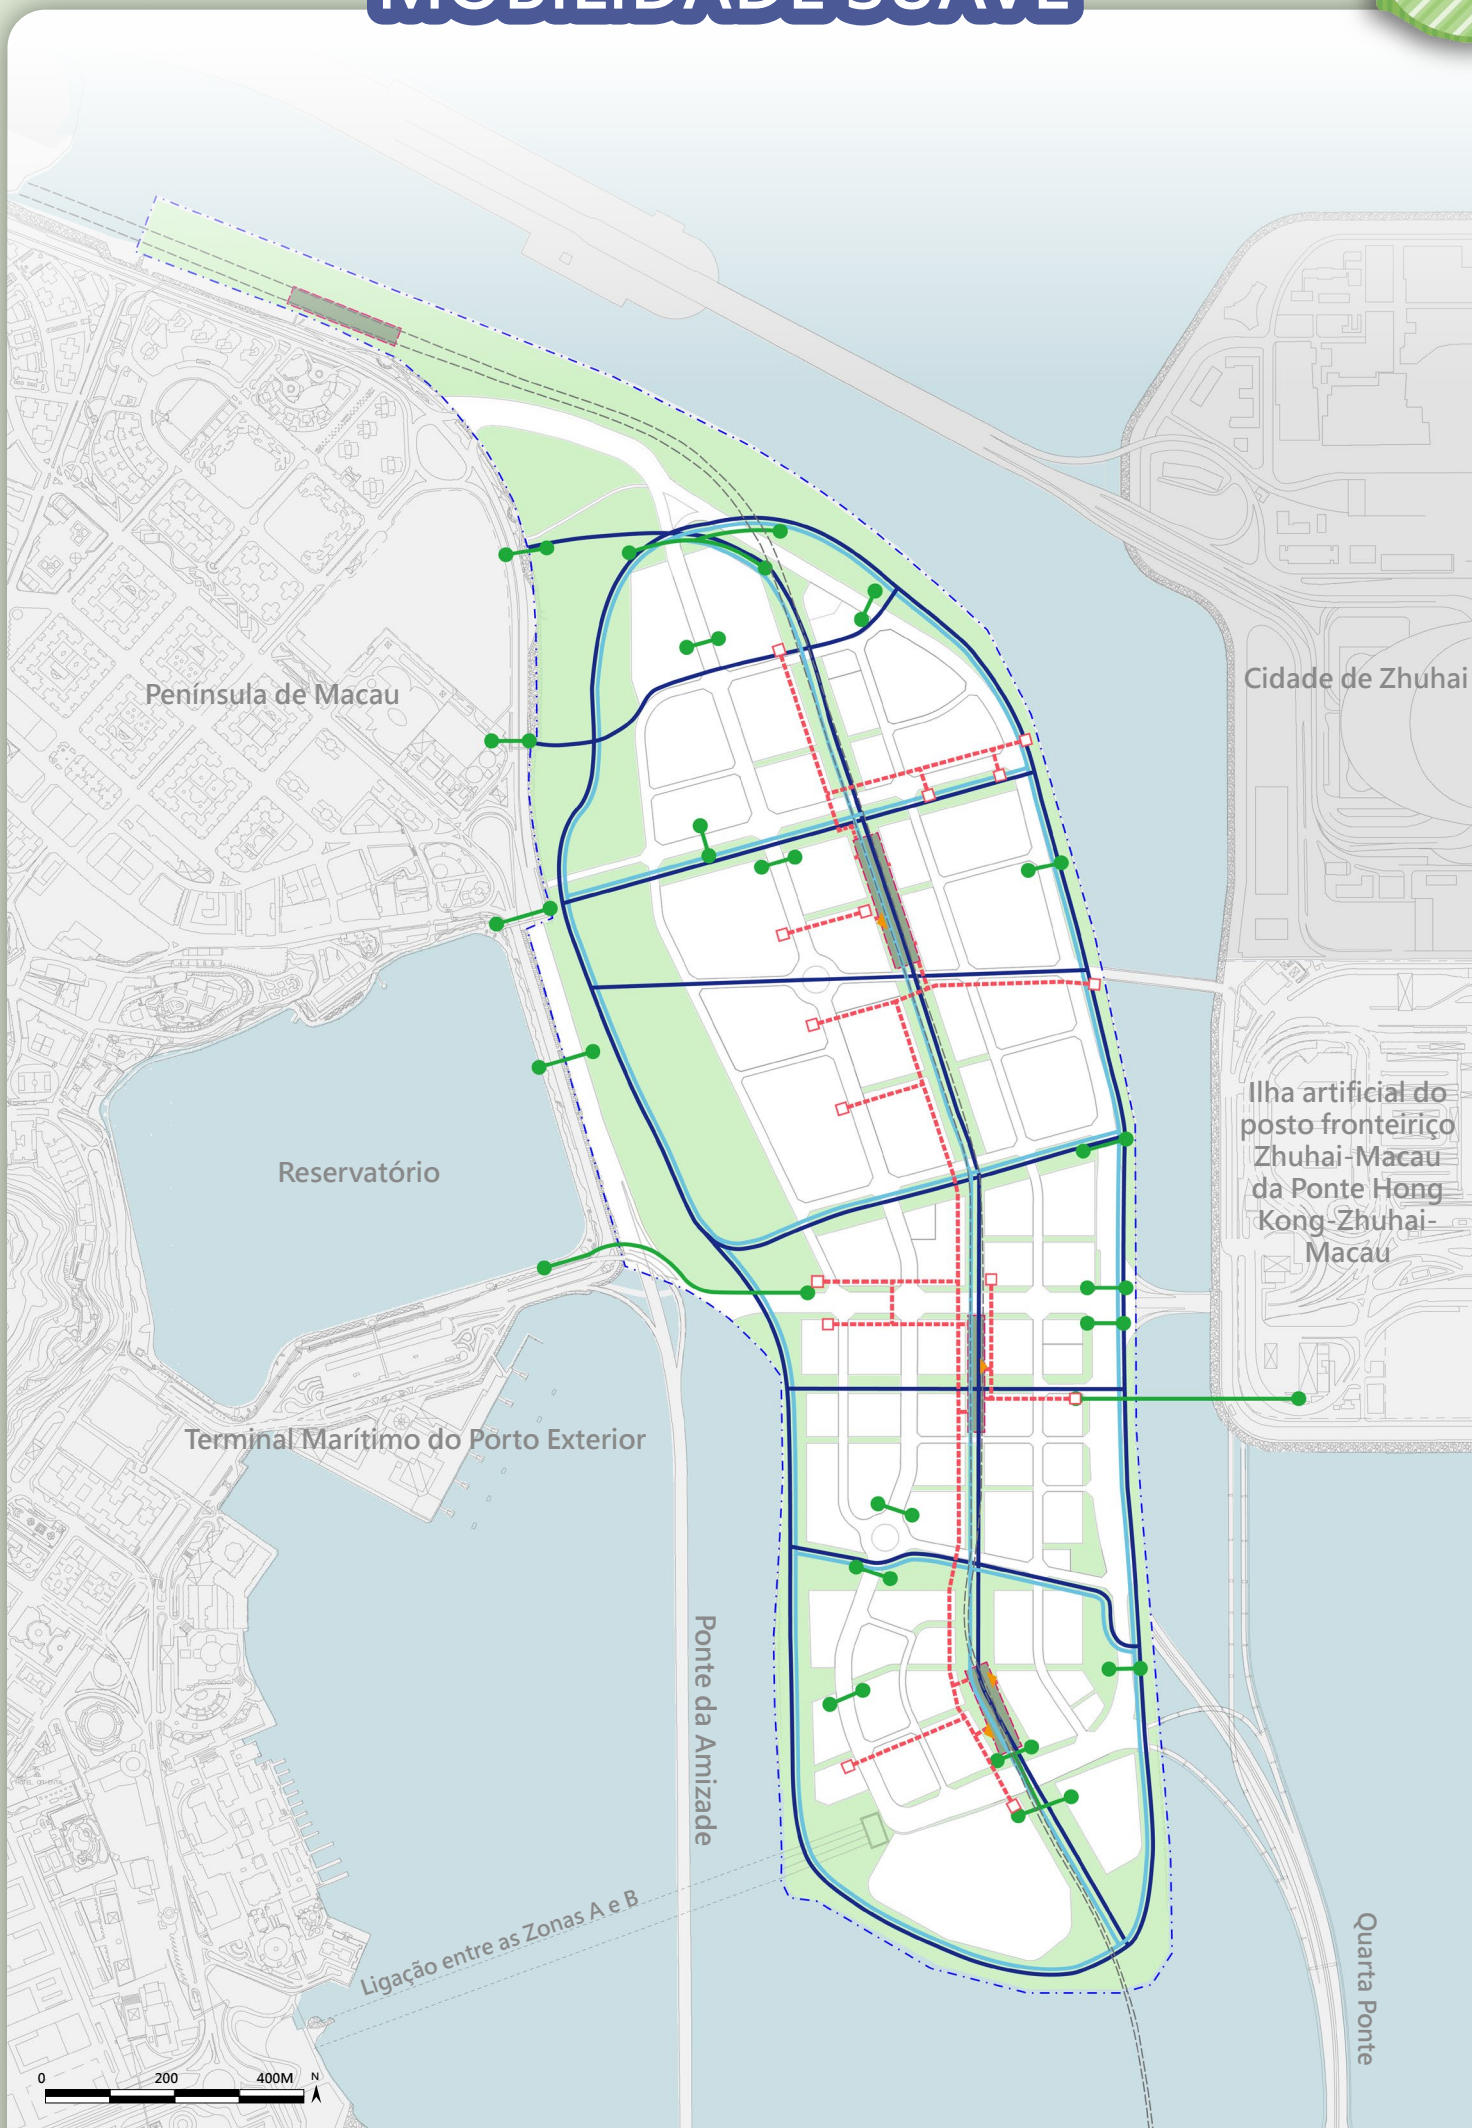 MOBILIDADE SUAVE
Cidade de Zhuhai
Península de Macau
Ilha artificial do
posto fronteiriço
Zhuhai-Macau
da Ponte Hong
Kong-Zhuhai-
Macau
Reservatório
Terminal Marítimo do Porto Exterior
Ponte da Amizade
Ligação entre as Zonas A e B
Quarta Ponte
0 200 400M N